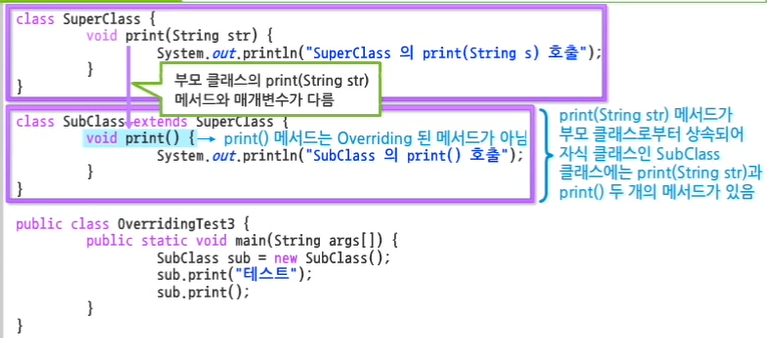 class SuperClass {
void print(String str) {
System.out.println("SuperClass 의 print(String s) 호출");
}
}
부모 클래스의 print(String str)
메서드와 매개변수가 다름
class SubClass extends SuperClass {
void print() {
→ print() 메서드는 Overriding 된 메서드가 아님
System.out.println("SubClass 의 print() 호출");
}
}
print(String str) 메서드가
부모 클래스로부터 상속되어
자식 클래스인 SubClass
클래스에는 print(String str)과
print() 두 개의 메서드가 있음
public class OverridingTest3 {
public static void main(String args[]) {
SubClass sub = new SubClass();
sub.print("테스트");
sub.print();
}
}